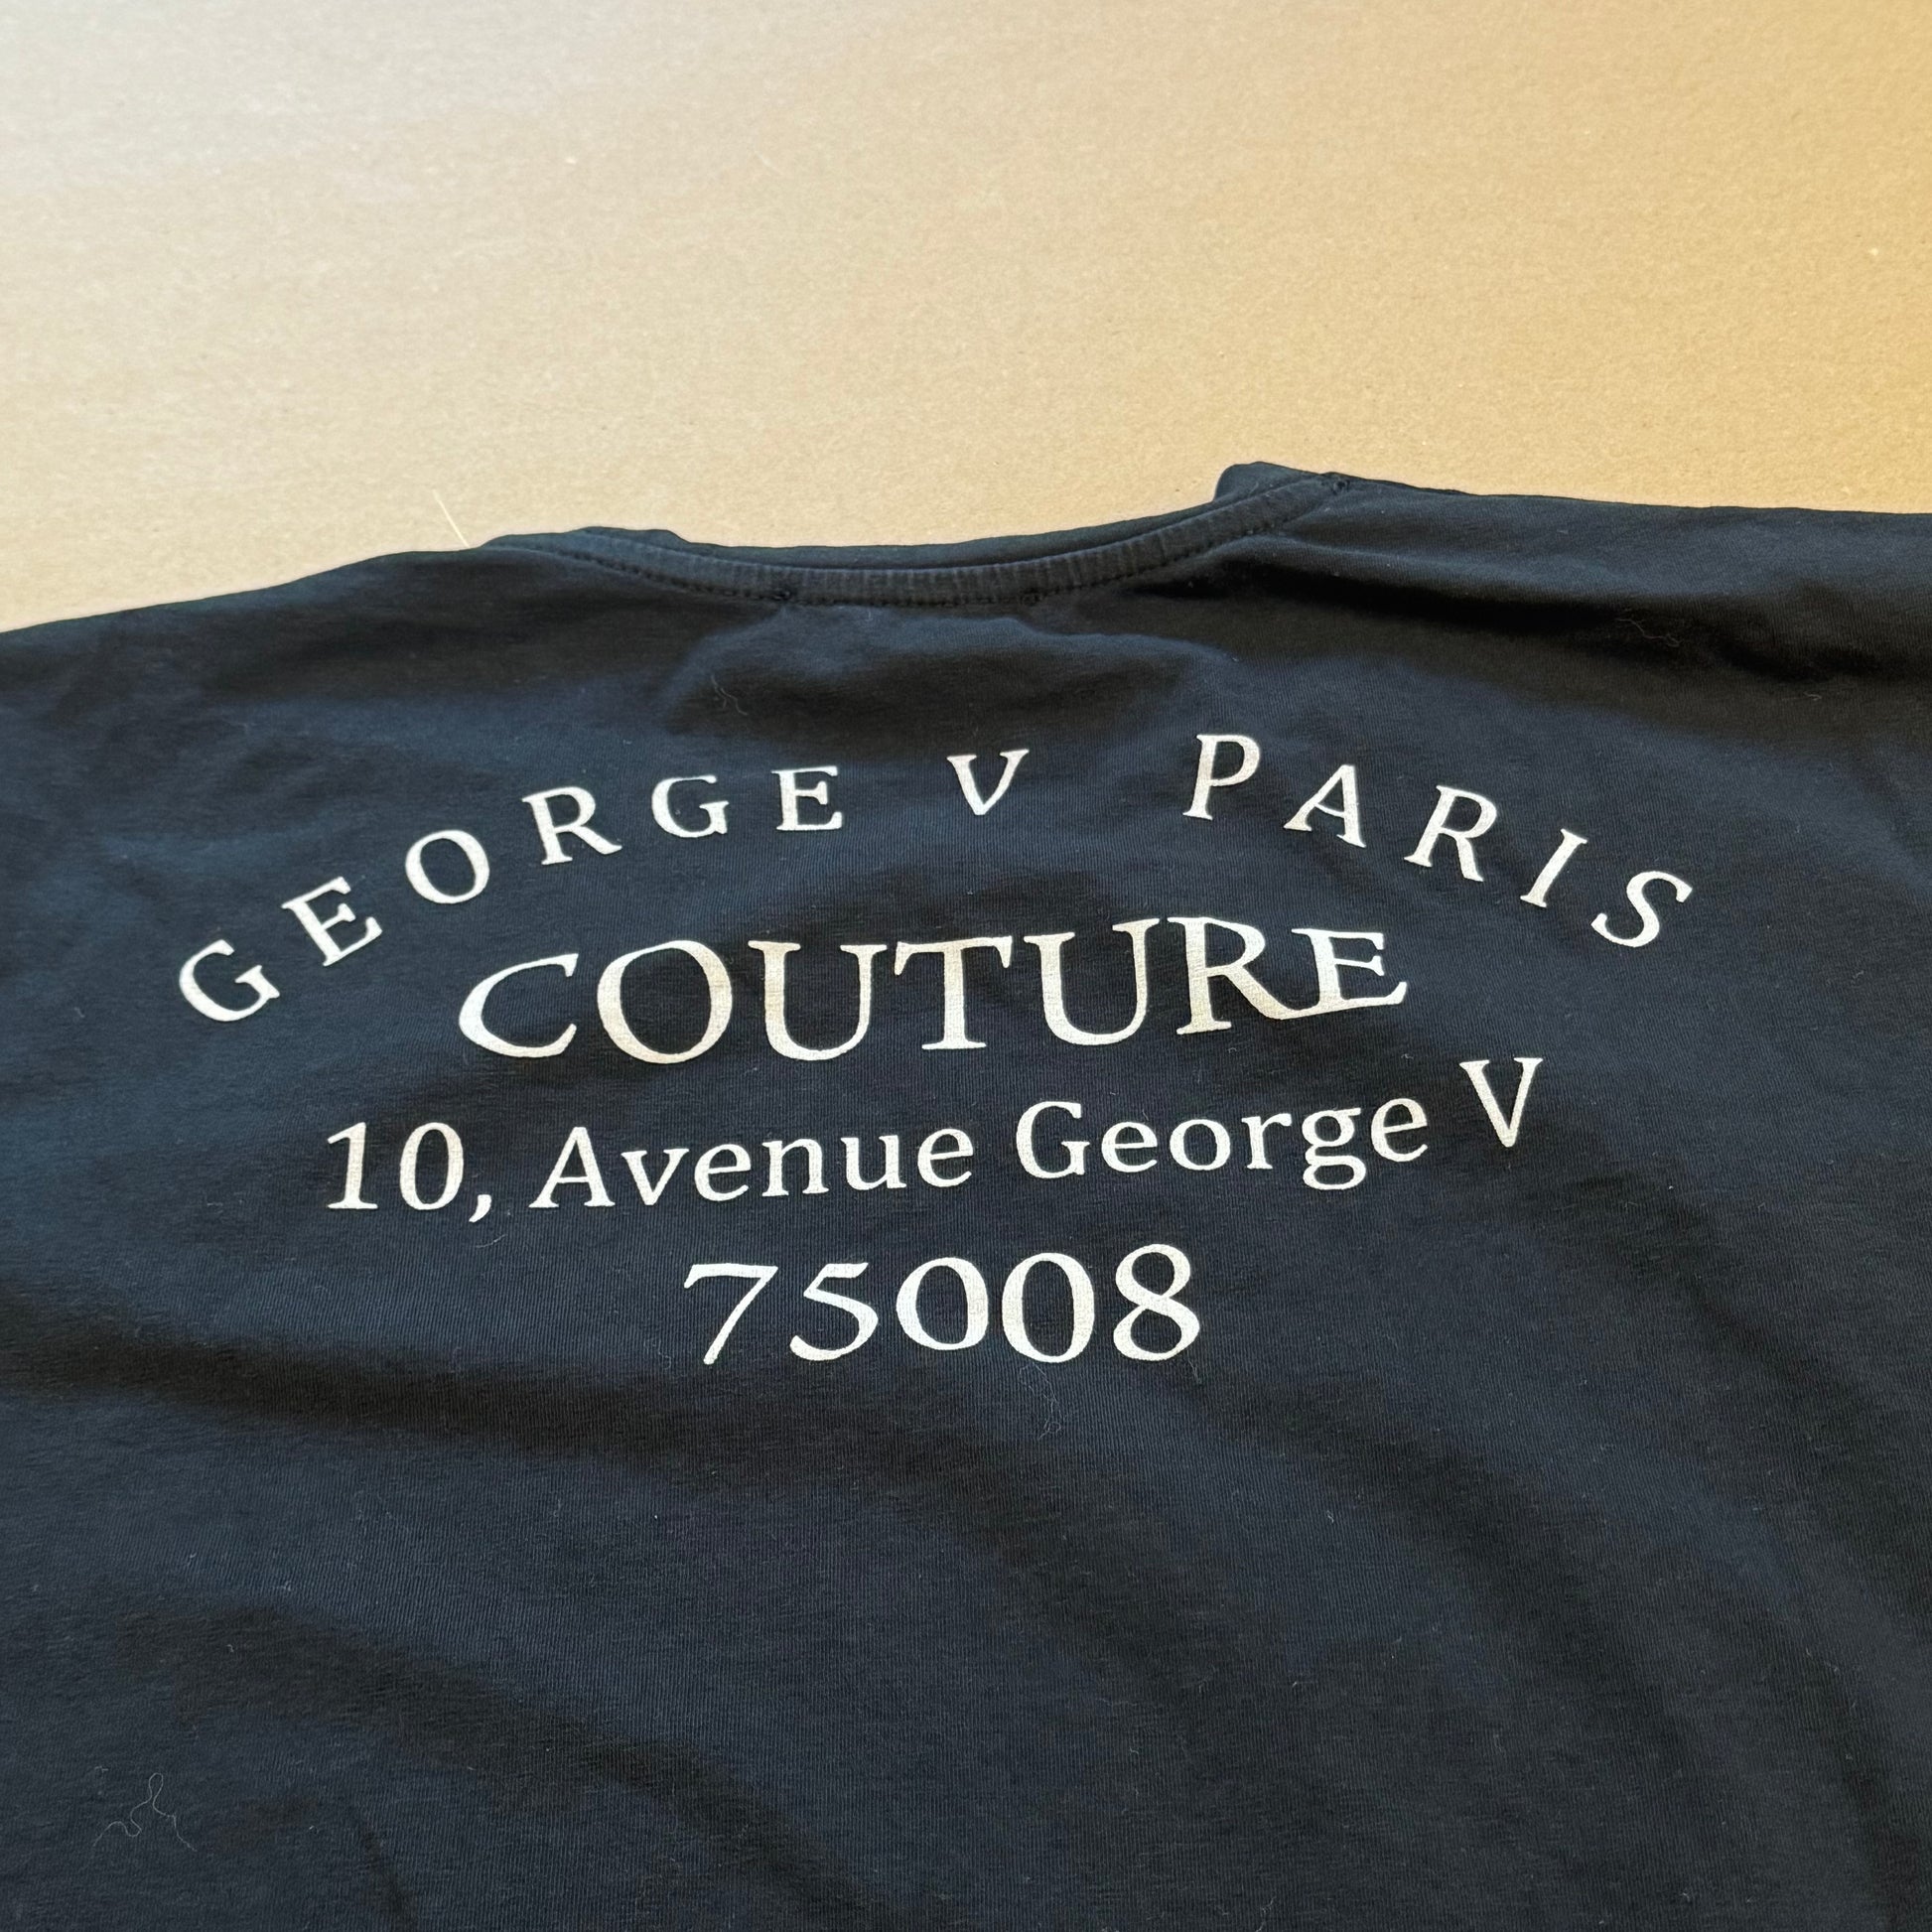 GEORGE V PARIS
COUTURE
10, Avenue George V
75008